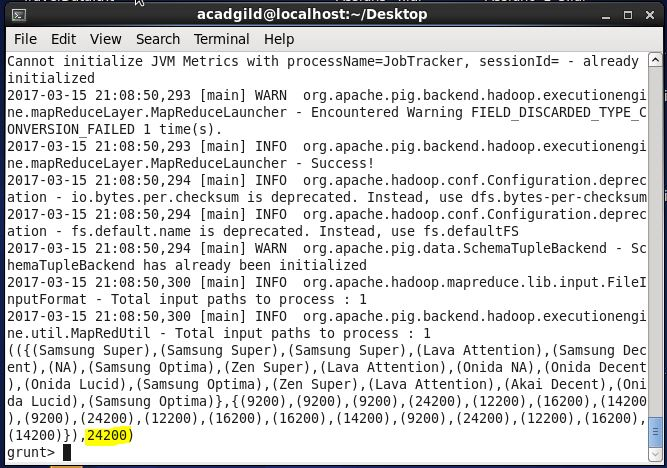 acadgild@localhost:~/Desktop
File Edit View Search Terminal Help
Cannot initialize JVM Metrics with processName=JobTracker, sessionId= - already
initialized
2017-03-15 21:08:50,293 [main] WARN  org.apache.pig.backend.hadoop.executionengi
ne.mapReduceLayer.MapReduceLauncher - Encountered Warning FIELD_DISCARDED_TYPE_C
ONVERSION_FAILED 1 time(s).
2017-03-15 21:08:50,293 [main] INFO  org.apache.pig.backend.hadoop.executionengi
ne.mapReduceLayer.MapReduceLauncher - Success!
2017-03-15 21:08:50,294 [main] INFO  org.apache.hadoop.conf.Configuration.deprec
ation - io.bytes.per.checksum is deprecated. Instead, use dfs.bytes-per-checksum
2017-03-15 21:08:50,294 [main] INFO  org.apache.hadoop.conf.Configuration.deprec
ation - fs.default.name is deprecated. Instead, use fs.defaultFS
2017-03-15 21:08:50,294 [main] WARN  org.apache.pig.data.SchemaTupleBackend - Sc
hemaTupleBackend has already been initialized
2017-03-15 21:08:50,300 [main] INFO  org.apache.hadoop.mapreduce.lib.input.FileI
nputFormat - Total input paths to process : 1
2017-03-15 21:08:50,300 [main] INFO  org.apache.pig.backend.hadoop.executionengi
ne.util.MapRedUtil - Total input paths to process : 1
(({(Samsung Super),(Samsung Super),(Samsung Super),(Lava Attention),(Samsung Dec
ent),(NA),(Samsung Optima),(Zen Super),(Lava Attention),(Onida NA),(Onida Decent
),(Onida Lucid),(Samsung Optima),(Zen Super),(Lava Attention),(Akai Decent),(Oni
da Lucid),(Samsung Optima)},{(9200),(9200),(9200),(24200),(12200),(16200),(14200
),(9200),(24200),(12200),(16200),(16200),(14200),(9200),(24200),(12200),(16200),
(14200)}),24200)
grunt>